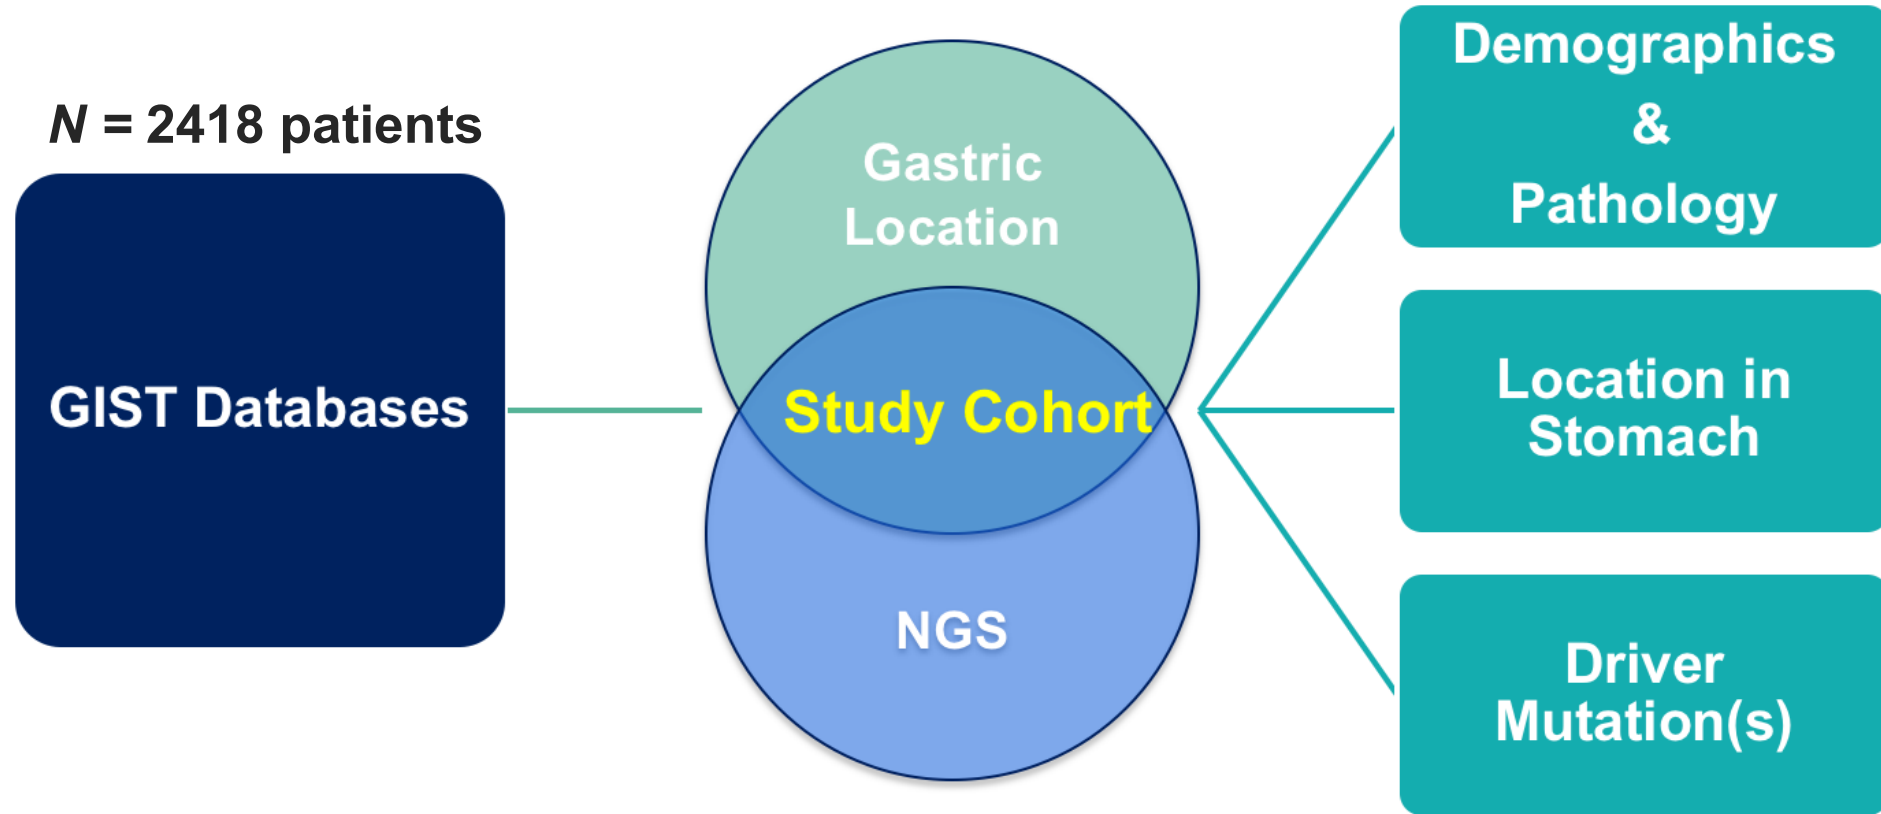 N = 2418 patients
GIST Databases
Gastric
Location
Study Cohort
NGS
Demographics
&
Pathology
Location in
Stomach
Driver
Mutation(s)